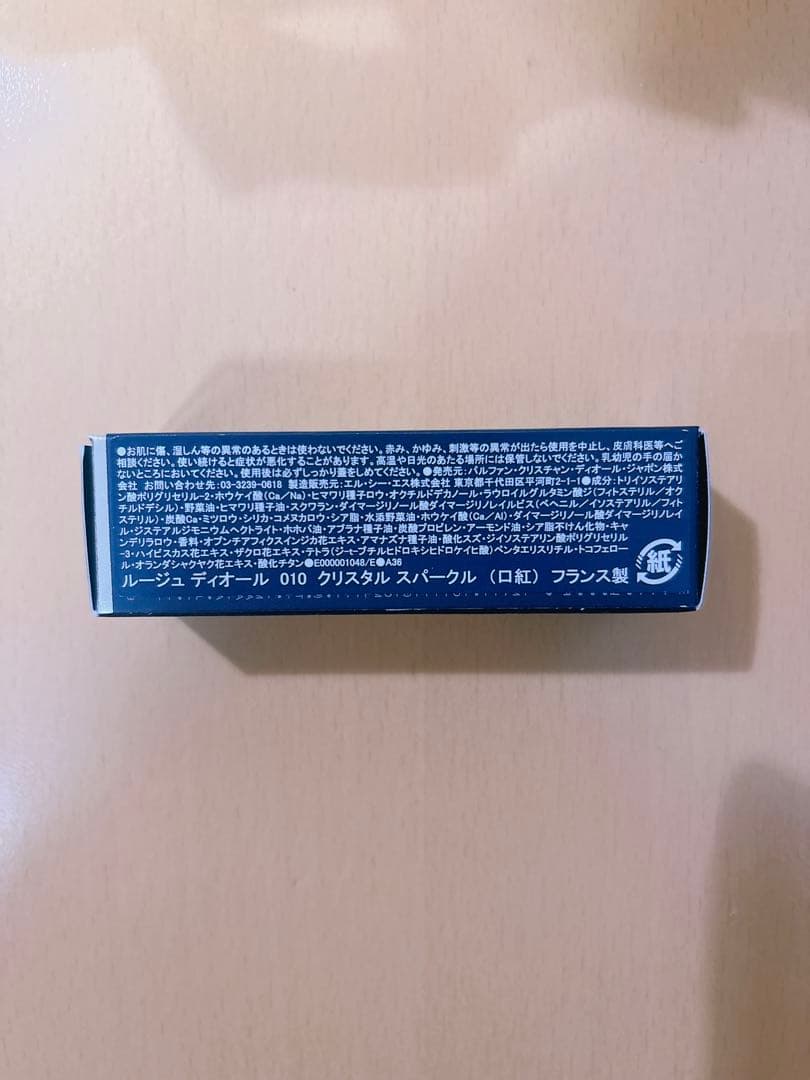 ●お肌に傷、湿しん等の異常のあるときは使わないでください。赤み、かゆみ、刺激等の異常が出たら使用を中止し、皮膚科医等へご
相談ください。使い続けると症状が悪化することがあります。高温や日光のあたる場所には保管しないでください。乳幼児の手の届か
ないところにおいてください。使用後は必ずしっかり蓋をしめてください。●発売元:パルファン・クリスチャン・ディオール・ジャポン株式
会社 お問い合わせ先:03-3239-0618 製造販売元:エル・シー・エス株式会社 東京都千代田区平河町2-1-1●成分:トリイソステアリ
ン酸ポリグリセリル-2・ホウケイ酸(Ca/Na)・ヒマワリ種子ロウ・オクチルドデカノール・ラウロイルグルタミン酸ジ(フィトステリル/オク
チルドデシル)・野菜油・ヒマワリ種子油・スクワラン・ダイマージリノール酸ダイマージリノレイルビス(ベヘニル/イソステアリル/フィト
ステリル)・炭酸Ca・ミツロウ・シリカ・コメヌカロウ・シア脂・水添野菜油・ホウケイ酸(Ca/Al)・ダイマージリノール酸ダイマージリノレイ
ル・ジステアルジモニウムヘクトライト・ホホバ油・アブラナ種子油・炭酸プロピレン・アーモンド油・シア脂不けん化物・キャ
ンデリラロウ・香料・オプンチアフィクスインジカ花エキス・アマナズナ種子油・酸化スズ・ジイソステアリン酸ポリグリセリル
-3・ハイビスカス花エキス・ザクロ花エキス・テトラ(ジ-t-ブチルヒドロキシヒドロケイヒ酸)ペンタエリスリチル・トコフェロー
ル・オランダシャクヤク花エキス・酸化チタン●E000001048/E●A36
ルージュ ディオール 010 クリスタル スパークル (口紅) フランス製
紙